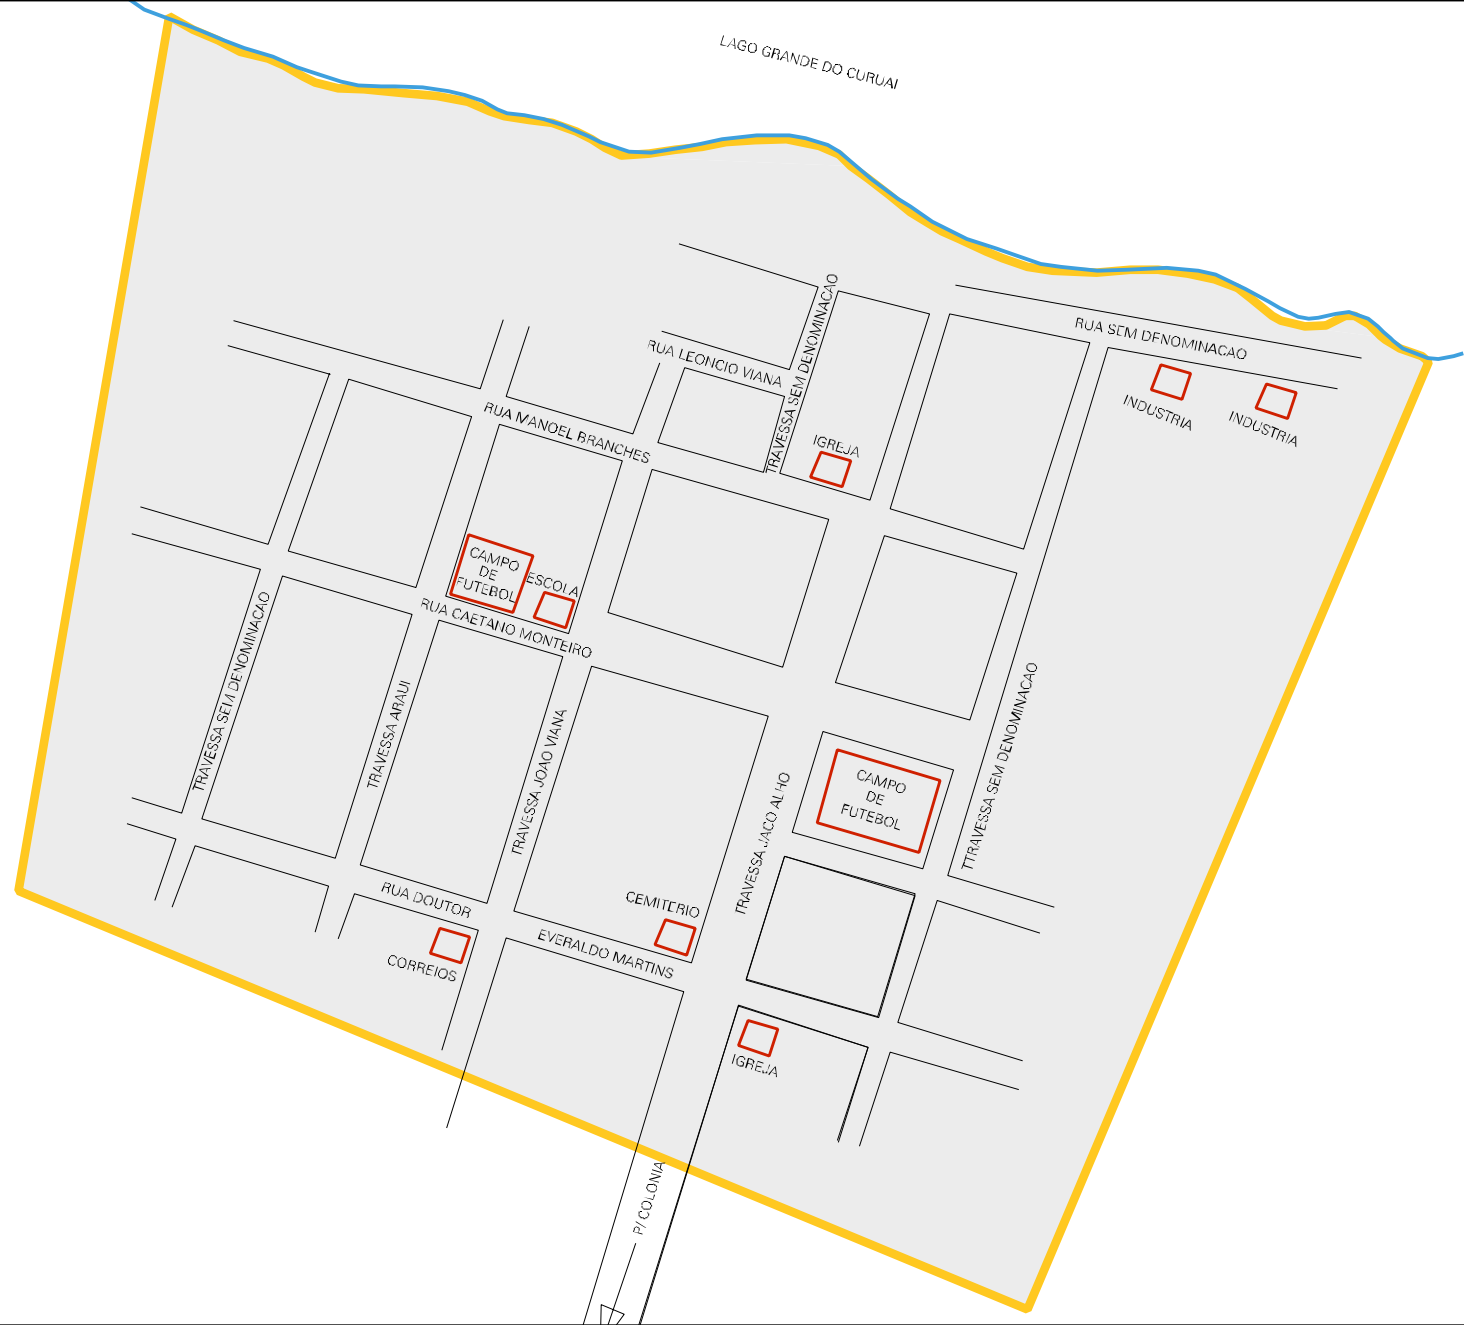 LAGO GRANDE DO CURUAI
RUA SEM DENOMINACAO
INDUSTRIA
INDUSTRIA
TRAVESSA SEM DENOMINACAO
RUA LEONCIO VIANA
RUA MANOEL BRANCHES
IGREJA
CAMPO
DE
FUTEBOL
ESCOLA
RUA CAETANO MONTEIRO
TRAVESSA SEM DENOMINACAO
TRAVESSA ARAUI
TRAVESSA JOAO VIANA
TRAVESSA JACO ALHO
CAMPO
DE
FUTEBOL
TTRAVESSA SEM DENOMINACAO
RUA DOUTOR
EVERALDO MARTINS
CEMITERIO
CORREIOS
IGREJA
P/ COLONIA